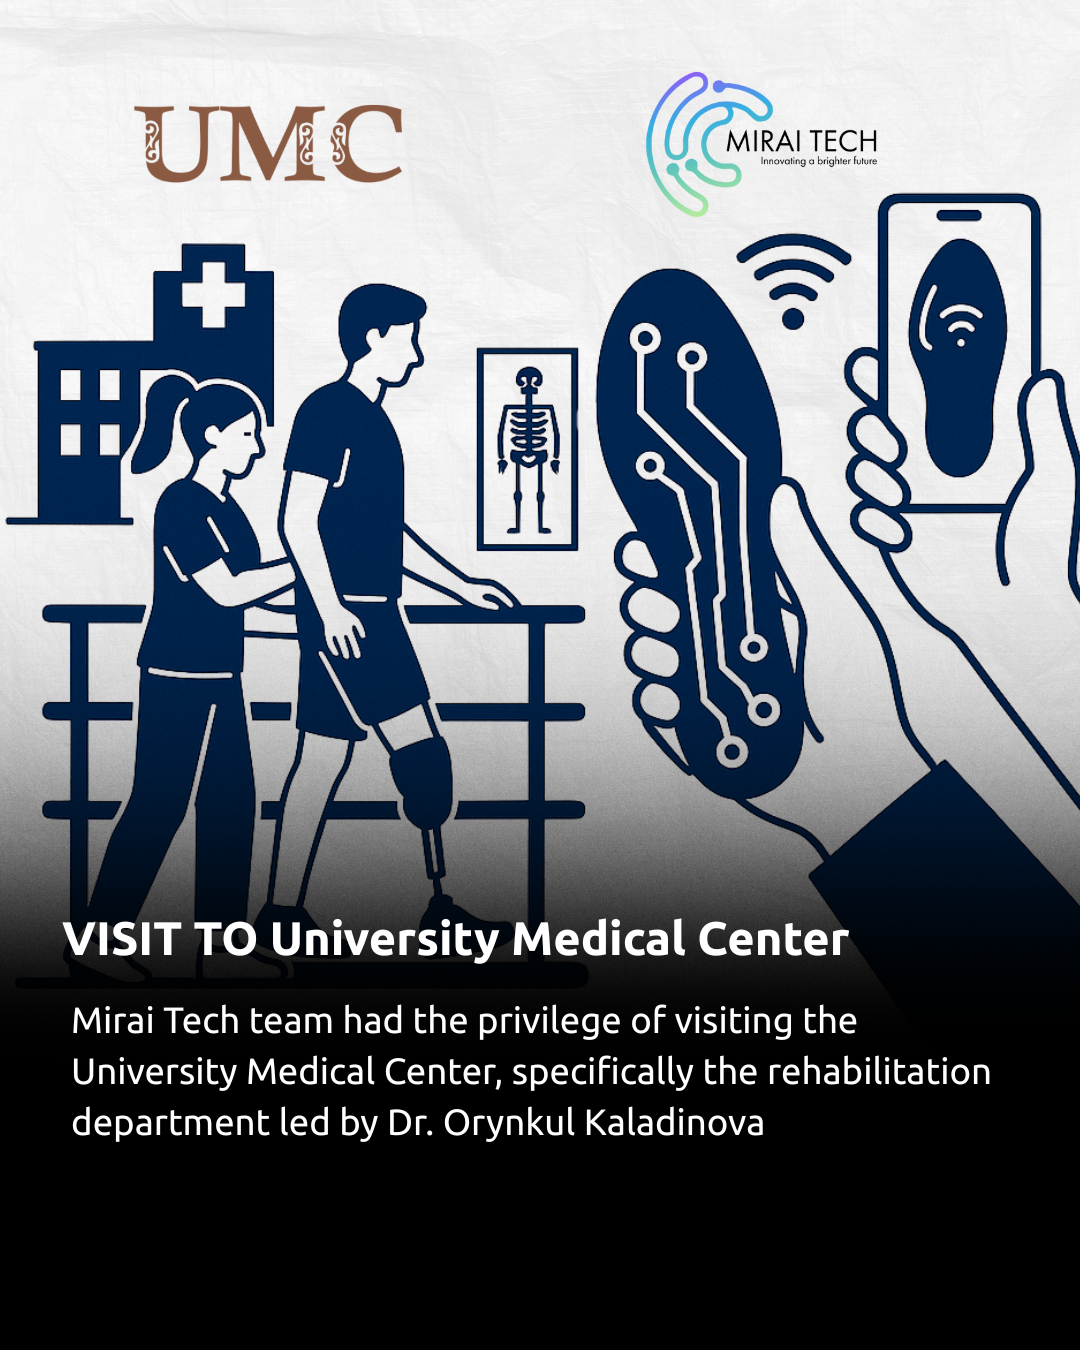 UMC
MIRAI TECH
Innovating a brighter future
VISIT TO University Medical Center
Mirai Tech team had the privilege of visiting the
University Medical Center, specifically the rehabilitation
department led by Dr. Orynkul Kaladinova